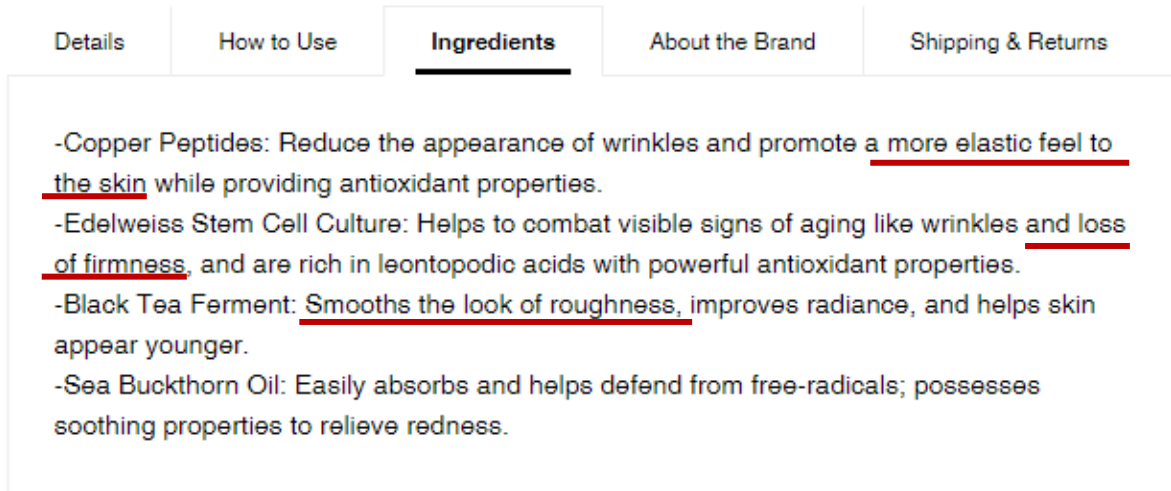 Details How to Use Ingredients About the Brand Shipping & Returns
-Copper Peptides: Reduce the appearance of wrinkles and promote a more elastic feel to
the skin while providing antioxidant properties.
-Edelweiss Stem Cell Culture: Helps to combat visible signs of aging like wrinkles and loss
of firmness, and are rich in leontopodic acids with powerful antioxidant properties.
-Black Tea Ferment: Smooths the look of roughness, improves radiance, and helps skin
appear younger.
-Sea Buckthorn Oil: Easily absorbs and helps defend from free-radicals; possesses
soothing properties to relieve redness.